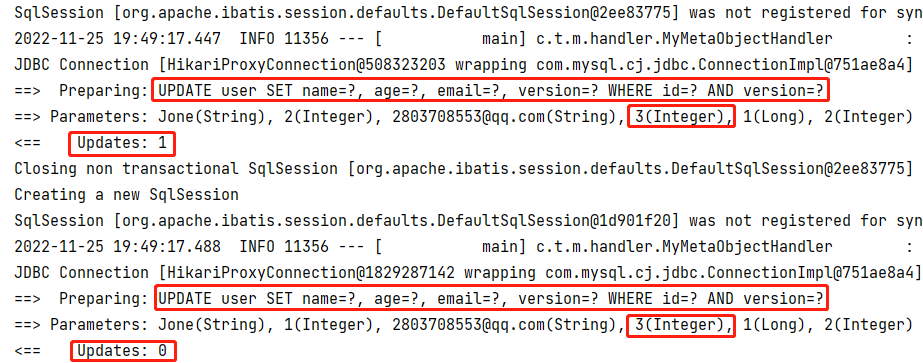 SqlSession [org.apache.ibatis.session.defaults.DefaultSqlSession@2ee83775] was not registered for syn
2022-11-25 19:49:17.447  INFO 11356 --- [           main] c.t.m.handler.MyMetaObjectHandler        :
JDBC Connection [HikariProxyConnection@508323203 wrapping com.mysql.cj.jdbc.ConnectionImpl@751ae8a4]
==>  Preparing: UPDATE user SET name=?, age=?, email=?, version=? WHERE id=? AND version=?
==> Parameters: Jone(String), 2(Integer), 2803708553@qq.com(String), 3(Integer), 1(Long), 2(Integer)
<==    Updates: 1
Closing non transactional SqlSession [org.apache.ibatis.session.defaults.DefaultSqlSession@2ee83775]
Creating a new SqlSession
SqlSession [org.apache.ibatis.session.defaults.DefaultSqlSession@1d901f20] was not registered for syn
2022-11-25 19:49:17.488  INFO 11356 --- [           main] c.t.m.handler.MyMetaObjectHandler        :
JDBC Connection [HikariProxyConnection@1829287142 wrapping com.mysql.cj.jdbc.ConnectionImpl@751ae8a4]
==>  Preparing: UPDATE user SET name=?, age=?, email=?, version=? WHERE id=? AND version=?
==> Parameters: Jone(String), 1(Integer), 2803708553@qq.com(String), 3(Integer), 1(Long), 2(Integer)
<==    Updates: 0